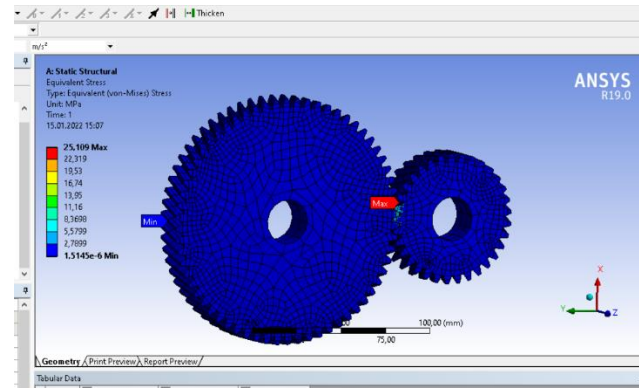 Thicken
m/s²
A: Static Structural
Equivalent Stress
Type: Equivalent (von-Mises) Stress
Unit: MPa
Time: 1
15.01.2022 15:07
25,109 Max
22,319
19,53
16,74
13,95
11,16
8,3698
5,5799
2,7899
1,5145e-6 Min
ANSYS
R19.0
Min
Max
100,00 (mm)
75,00
X
Y
Z
Geometry / Print Preview / Report Preview /
Tabular Data